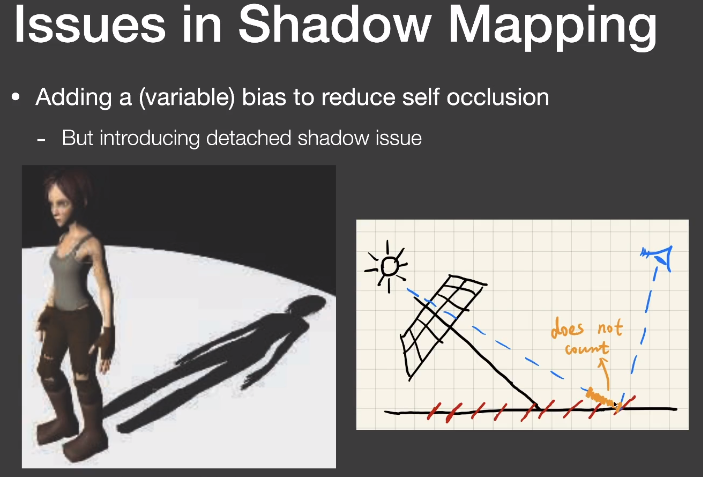 Issues in Shadow Mapping
• Adding a (variable) bias to reduce self occlusion
- But introducing detached shadow issue
does not
count